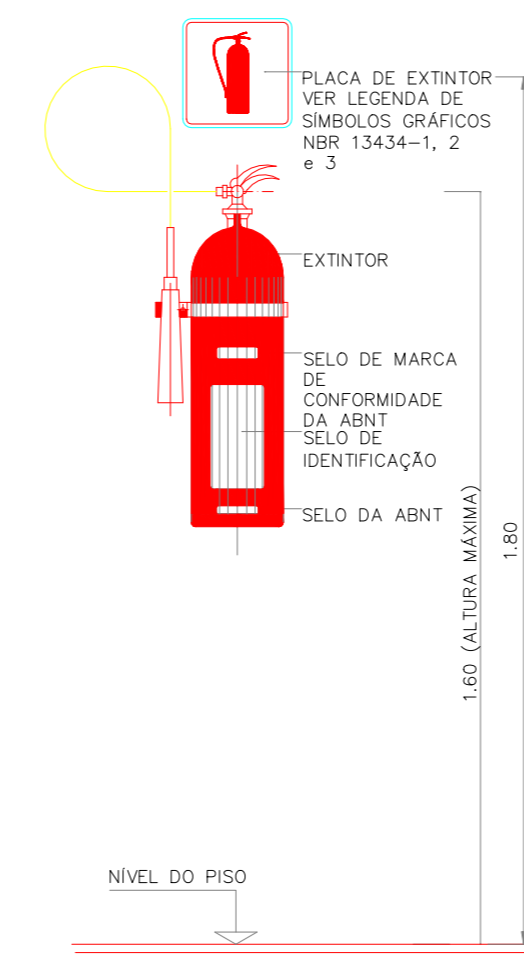 PLACA DE EXTINTOR
VER LEGENDA DE
SÍMBOLOS GRÁFICOS
NBR 13434-1, 2
e 3
EXTINTOR
SELO DE MARCA
DE
CONFORMIDADE
DA ABNT
SELO DE
IDENTIFICAÇÃO
SELO DA ABNT
1.60 (ALTURA MÁXIMA)
1.80
NÍVEL DO PISO